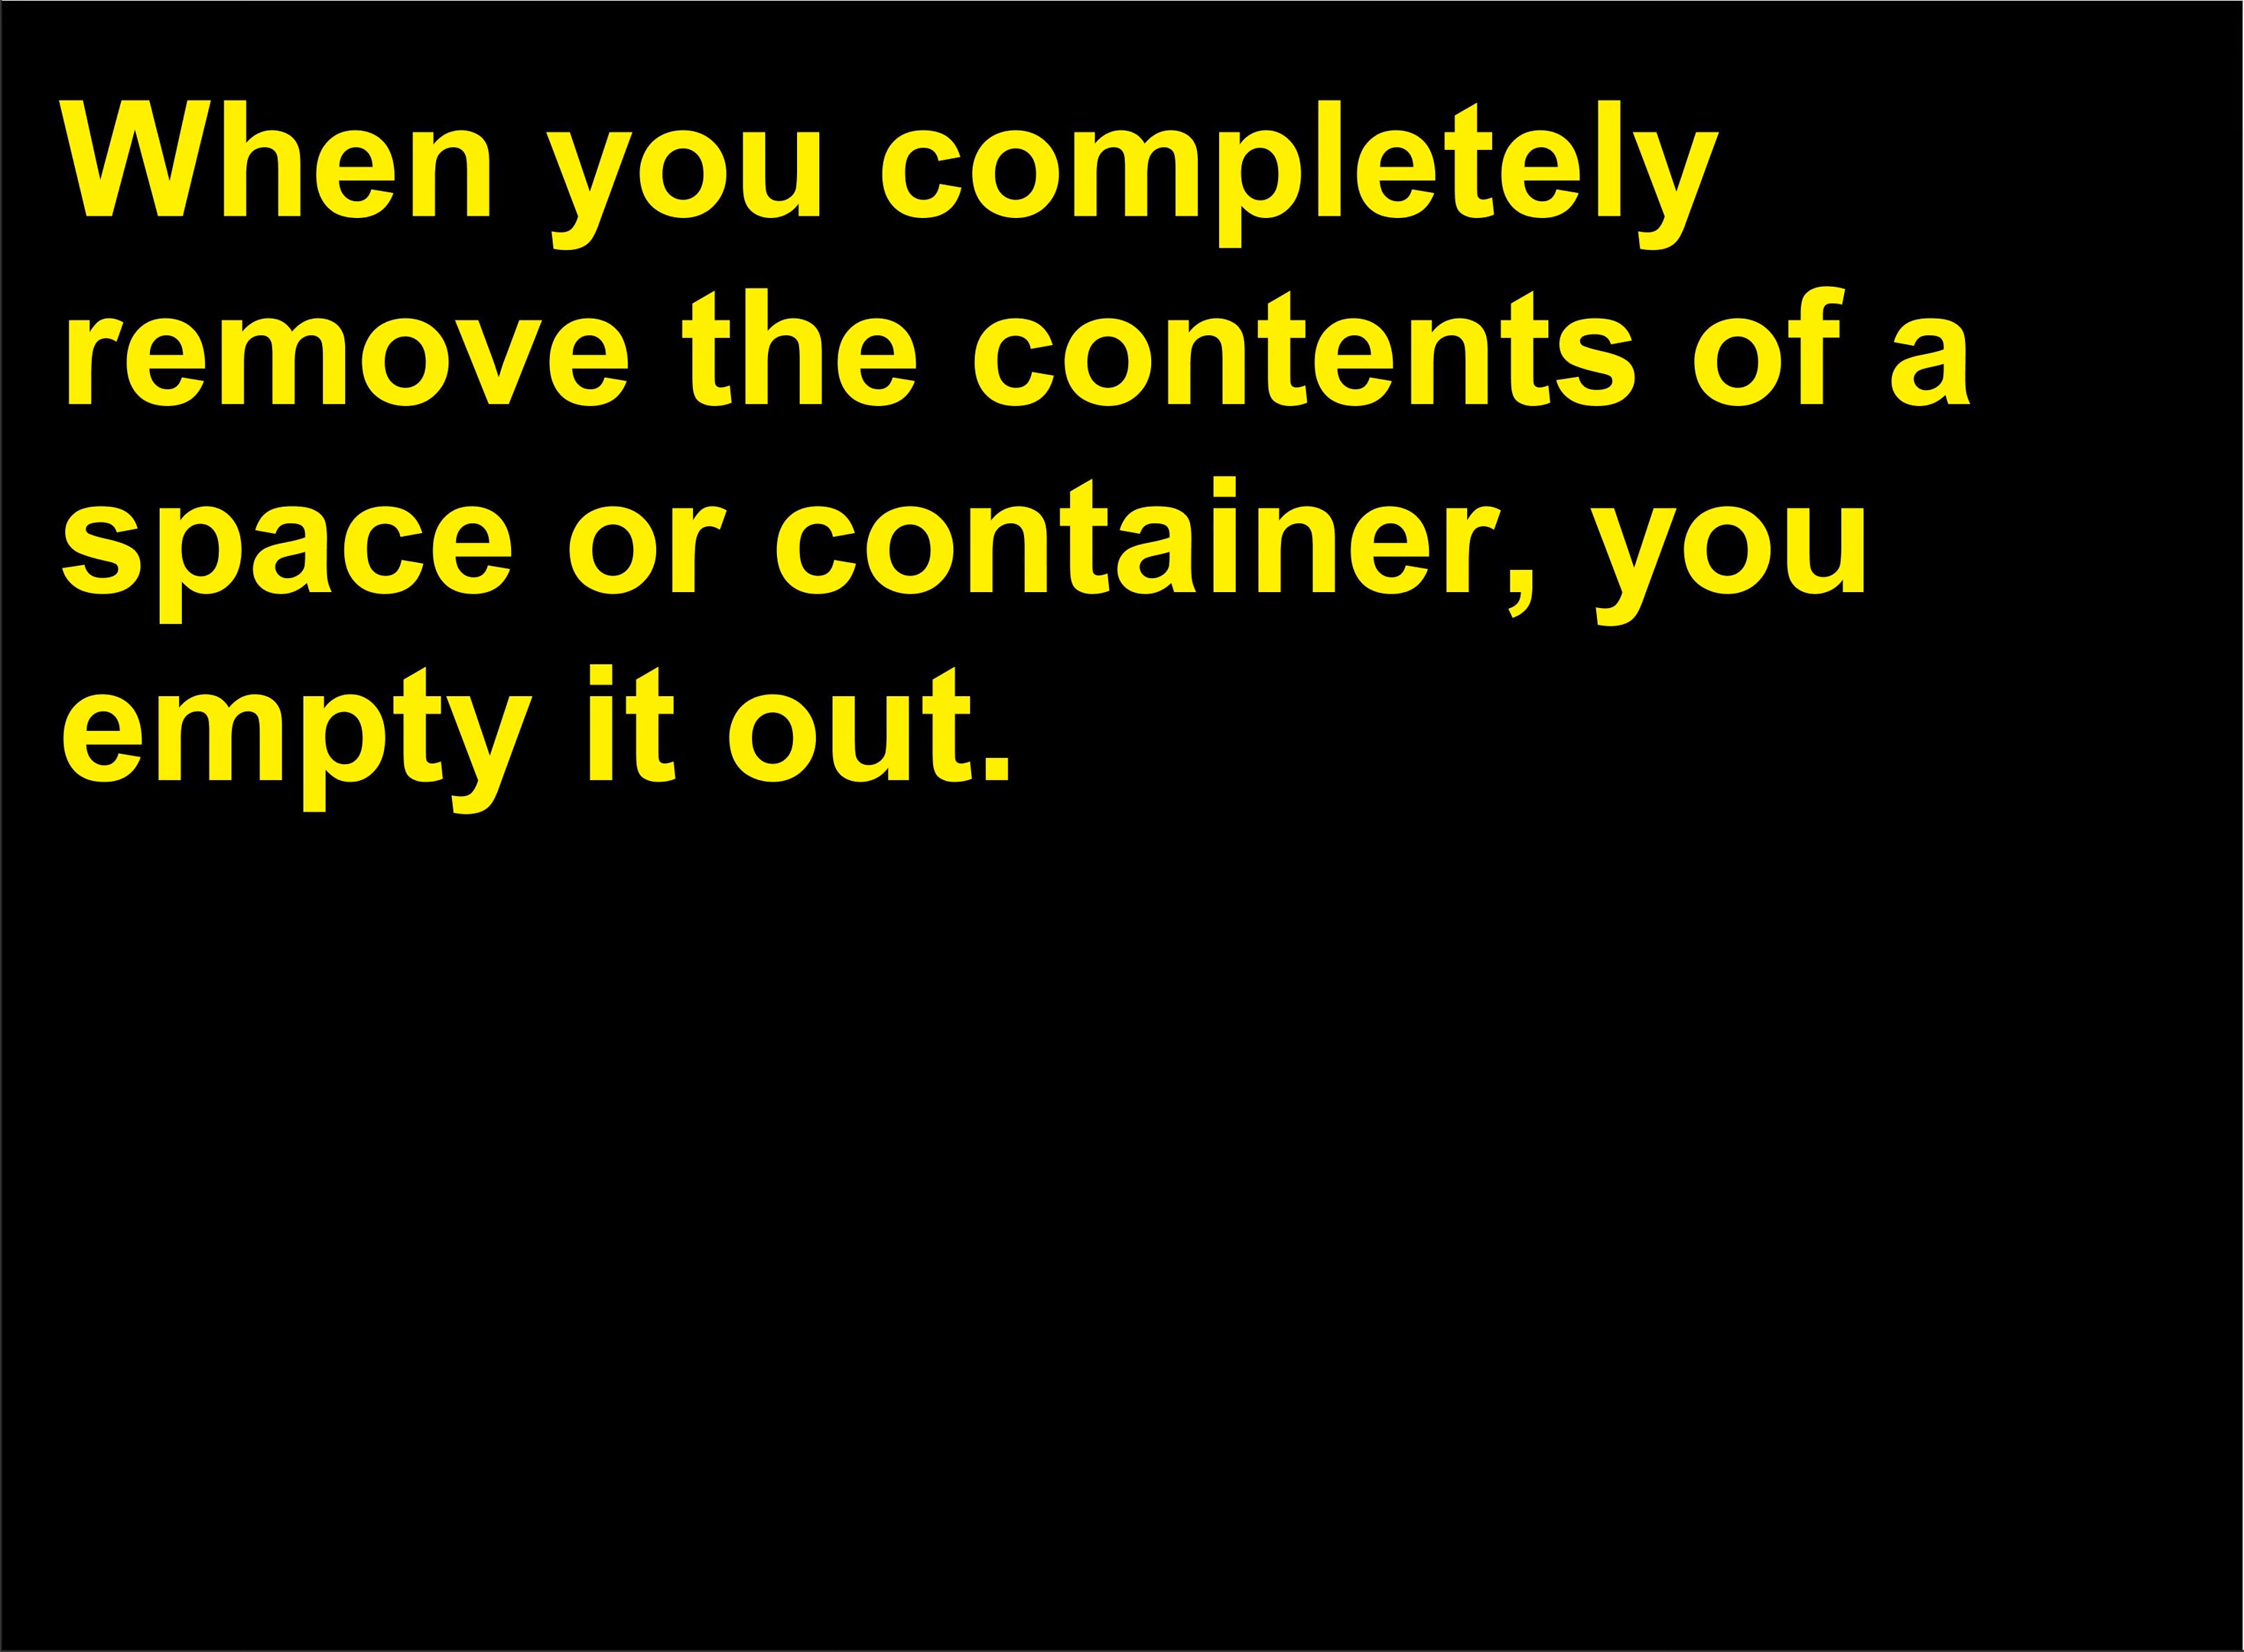 When you completely
remove the contents of a
space or container, you
empty it out.